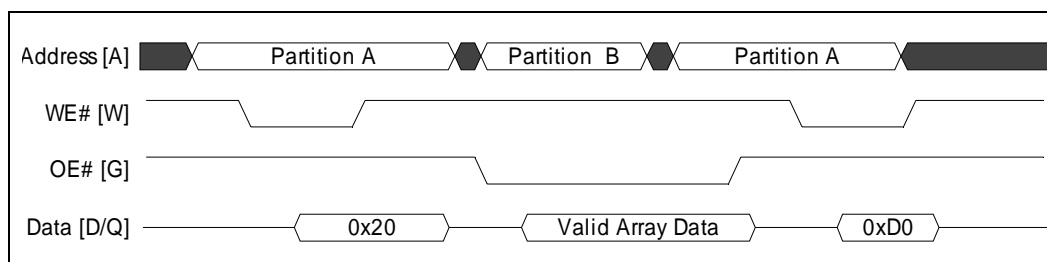 Address [A] Partition A Partition B Partition A
WE# [W]
OE# [G]
Data [D/Q] 0x20 Valid Array Data 0xD0